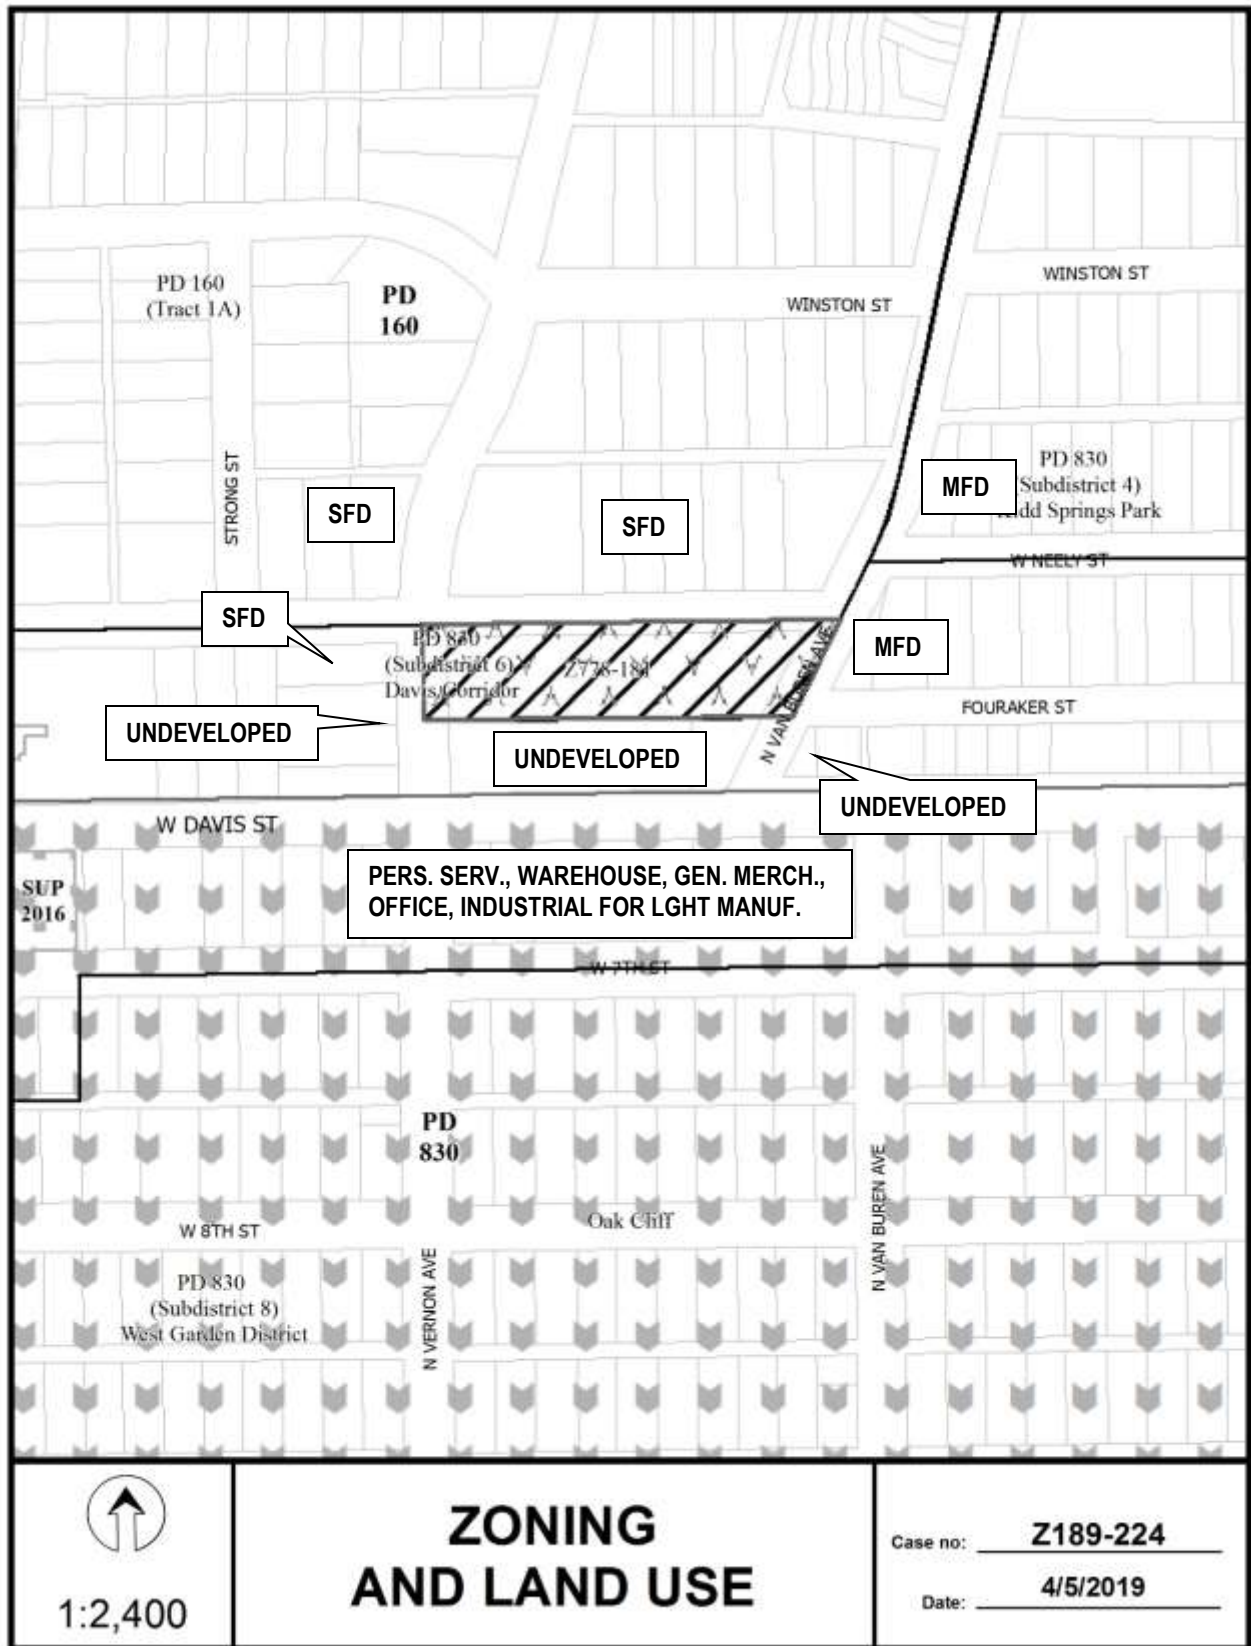 WINSTON ST
PD 160
(Tract 1A)
PD
160
WINSTON ST
STRONG ST
SFD
SFD
MFD
PD 830
(Subdistrict 4)
Kidd Springs Park
W NEELY ST
SFD
PD 830
(Subdistrict 6)
Davis Corridor
MFD
N VAN BUREN AVE
FOURAKER ST
UNDEVELOPED
UNDEVELOPED
UNDEVELOPED
W DAVIS ST
PERS. SERV., WAREHOUSE, GEN. MERCH.,
OFFICE, INDUSTRIAL FOR LGHT MANUF.
SUP
2016
W 7TH ST
PD
830
N VAN BUREN AVE
Oak Cliff
W 8TH ST
N VERNON AVE
PD 830
(Subdistrict 8)
West Garden District
1:2,400
ZONING
AND LAND USE
Case no: Z189-224
Date: 4/5/2019